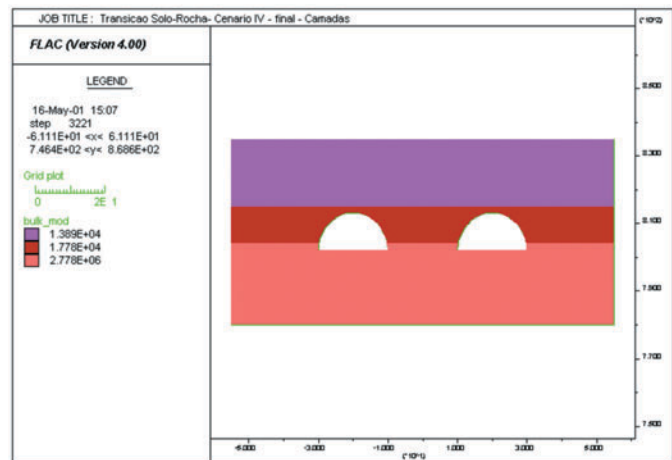 JOB TITLE : Transicao Solo-Rocha- Cenario IV - final - Camadas
(*10^2)
FLAC (Version 4.00)
LEGEND
16-May-01 15:07
step 3221
-6.111E+01 <x< 6.111E+01
7.464E+02 <y< 8.686E+02
Grid plot
0 2E 1
bulk_mod
1.389E+04
1.778E+04
2.778E+06
8.500
8.300
8.100
7.900
7.700
7.500
-5.000 -3.000 -1.000 1.000 3.000 5.000
(*10^1)